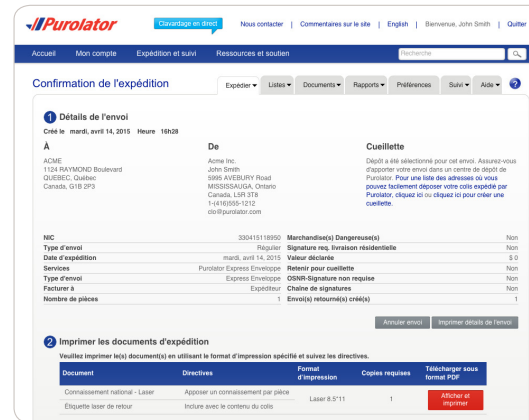 Purolator
Clavardage en direct
Nous contacter | Commentaires sur le site | English | Bienvenue, John Smith | Quitter
Accueil Mon compte Expédition et suivi Ressources et soutien Recherche
Confirmation de l'expédition
Expédier Listes Documents Rapports Préférences Suivi Aide ?
1 Détails de l'envoi
Créé le mardi, avril 14, 2015 Heure 16h28
À
ACME
1124 RAYMOND Boulevard
QUEBEC, Québec
Canada, G1B 2P3
De
Acme Inc.
John Smith
5995 AVEBURY Road
MISSISSAUGA, Ontario
Canada, L5R 3T8
1-(416)555-1212
clo@purolator.com
Cueillette
Dépôt a été sélectionné pour cet envoi. Assurez-vous
d'apporter votre envoi dans un centre de dépôt de
Purolator. Pour une liste des adresses où vous
pouvez facilement déposer votre colis expédié par
Purolator, cliquez ici ou cliquez ici pour créer une
cueillette.
NIC 330415118950 Marchandise(s) Dangereuse(s) Non
Type d'envoi Régulier Signature req. livraison résidentielle Non
Date d'expédition mardi, avril 14, 2015 Valeur déclarée $ 0
Services Purolator Express Enveloppe Retenir pour cueillette Non
Type d'envoi Express Enveloppe OSNR-Signature non requise Non
Facturer à Expéditeur Chaîne de signatures Non
Nombre de pièces 1 Envoi(s) retourné(s) créé(s) 1
Annuler envoi Imprimer détails de l'envoi
2 Imprimer les documents d'expédition
Veuillez imprimer le(s) document(s) en utilisant le format d'impression spécifié et suivez les directives.
Document Directives Format d'impression Copies requises Télécharger sous format PDF
Connaissement national - Laser Apposer un connaissement par pièce
Laser 8.5*11 1 Afficher et imprimer
Étiquette laser de retour Inclure avec le contenu du colis